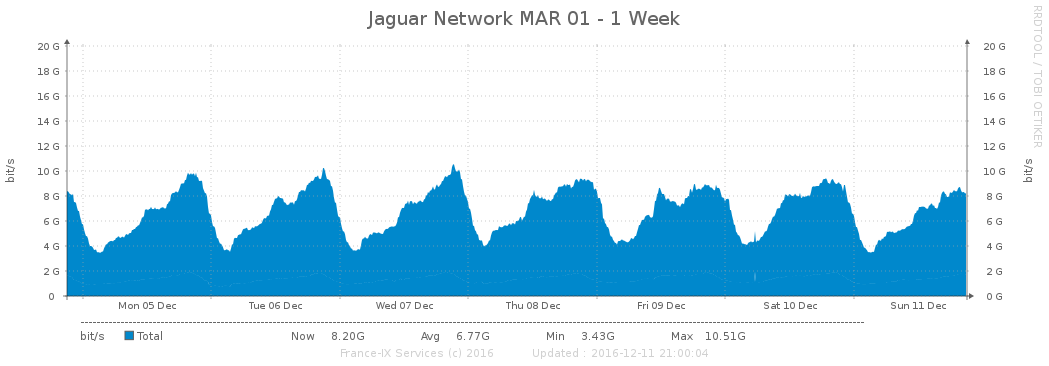 Jaguar Network MAR 01 - 1 Week
RRDTOOL / TOBI OETIKER
bit/s
bit/s
20 G 20 G
18 G 18 G
16 G 16 G
14 G 14 G
12 G 12 G
10 G 10 G
8 G 8 G
6 G 6 G
4 G 4 G
2 G 2 G
0 0 G
Mon 05 Dec Tue 06 Dec Wed 07 Dec Thu 08 Dec Fri 09 Dec Sat 10 Dec Sun 11 Dec
bit/s Total Now 8.20G Avg 6.77G Min 3.43G Max 10.51G
France-IX Services (c) 2016 Updated : 2016-12-11 21:00:04